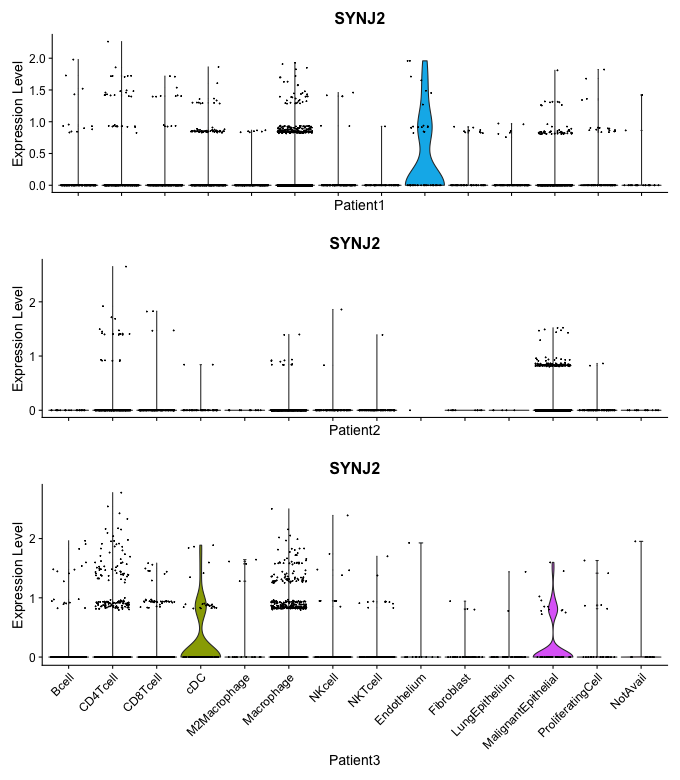 SYNJ2
Expression Level
2.0
1.5
1.0
0.5
0.0
Patient1
SYNJ2
Expression Level
2
1
0
Patient2
SYNJ2
Expression Level
2
1
0
Bcell
CD4Tcell
CD8Tcell
cDC
M2Macrophage
Macrophage
NKcell
NKTcell
Endothelium
Fibroblast
LungEpithelium
MalignantEpithelial
ProliferatingCell
NotAvail
Patient3